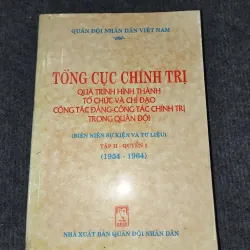 QUÂN ĐỘI NHÂN DÂN VIỆT NAM
TỔNG CỤC CHÍNH TRỊ
QUÁ TRÌNH HÌNH THÀNH
TỔ CHỨC VÀ CHỈ ĐẠO
CÔNG TÁC ĐẢNG-CÔNG TÁC CHÍNH TRỊ
TRONG QUÂN ĐỘI
(BIÊN NIÊN SỰ KIỆN VÀ TƯ LIỆU)
TẬP II - QUYỂN 1
(1954 - 1964)
NHÀ XUẤT BẢN QUÂN ĐỘI NHÂN DÂN